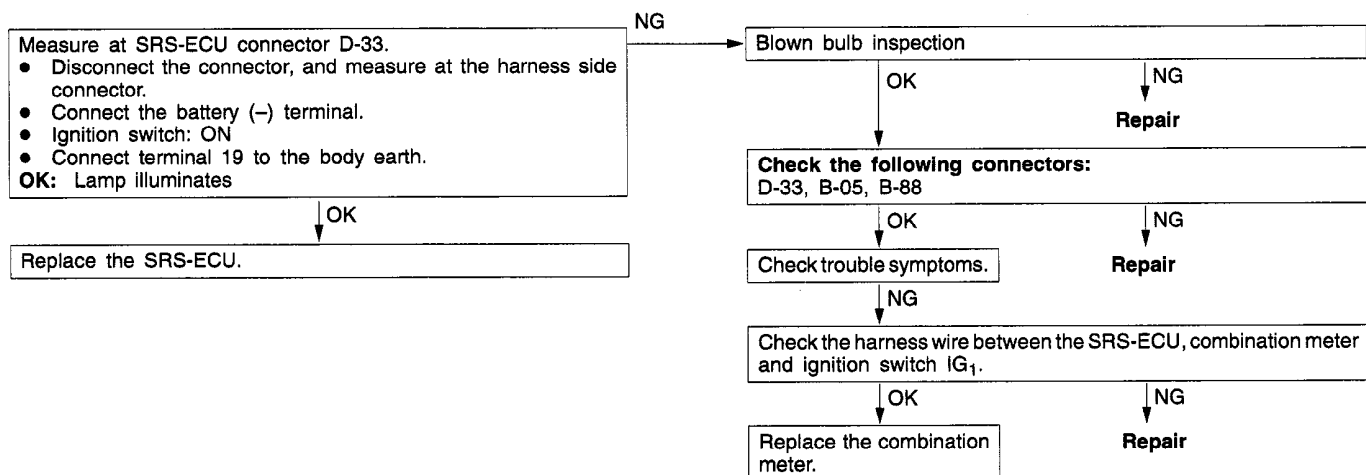 Measure at SRS-ECU connector D-33.
● Disconnect the connector, and measure at the harness side
connector.
● Connect the battery (–) terminal.
● Ignition switch: ON
● Connect terminal 19 to the body earth.
OK: Lamp illuminates
OK
Replace the SRS-ECU.
NG
Blown bulb inspection
OK
NG
Repair
Check the following connectors:
D-33, B-05, B-88
OK
NG
Check trouble symptoms.
Repair
NG
Check the harness wire between the SRS-ECU, combination meter
and ignition switch IG₁.
OK
NG
Replace the combination
meter.
Repair